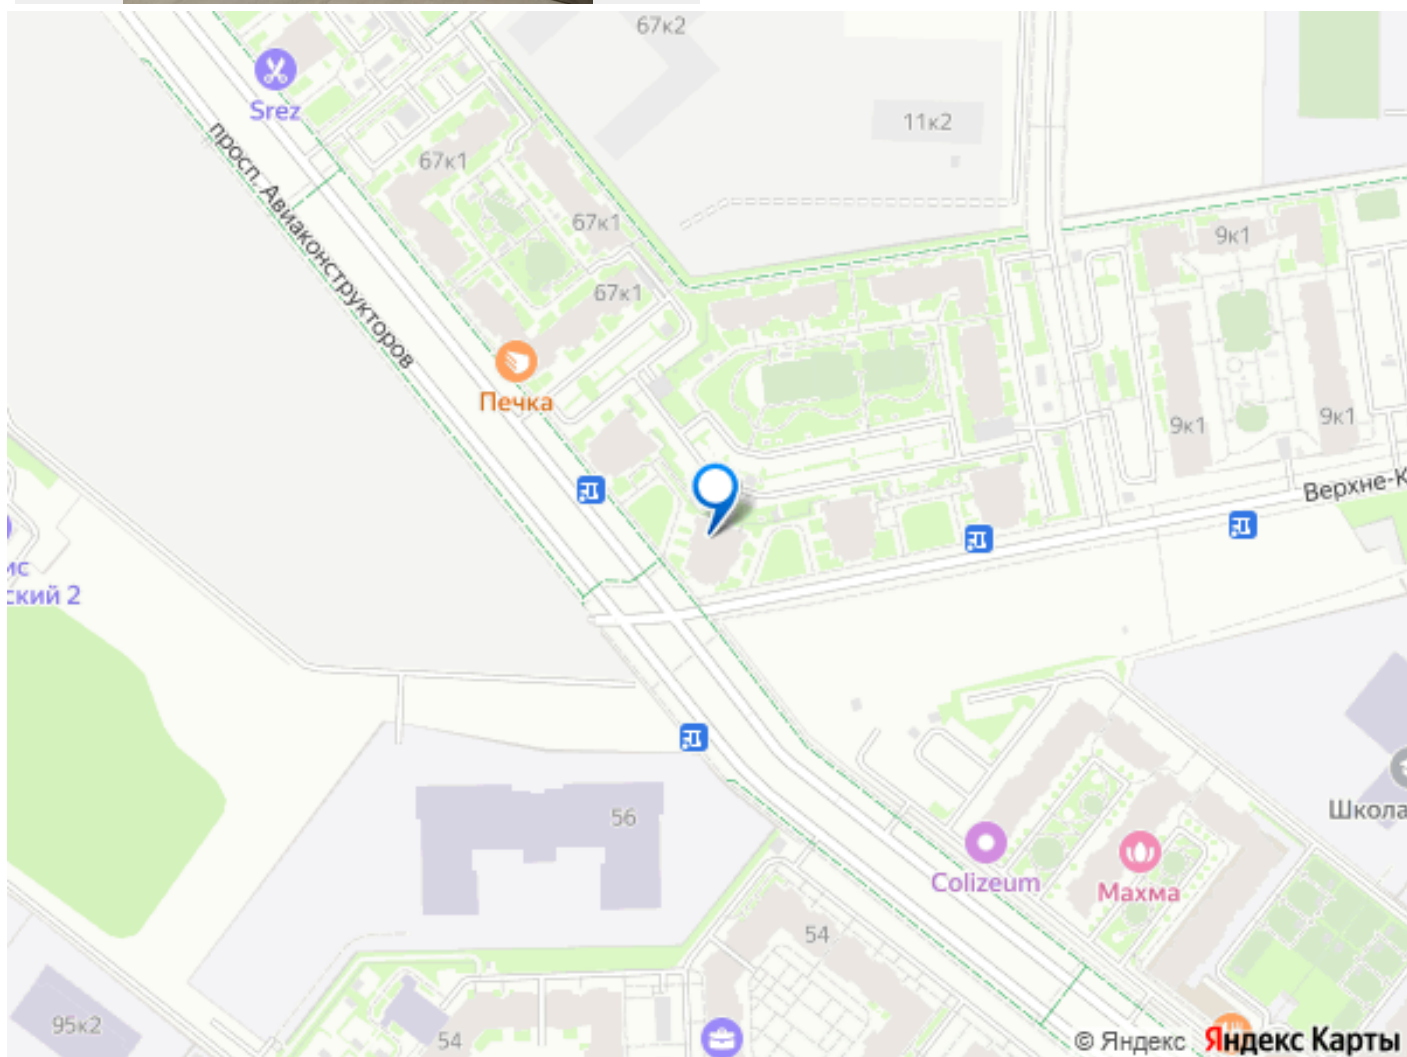 67к2
Srez
11к2
67к1
просп. Авиаконструкторов
67к1
9к1
67к1
Печка
9к1
9к1
Верхне-К
ис
ский 2
56
Школа
Colizeum
Махма
54
95к2
54
© Яндекс Яндекс Карты